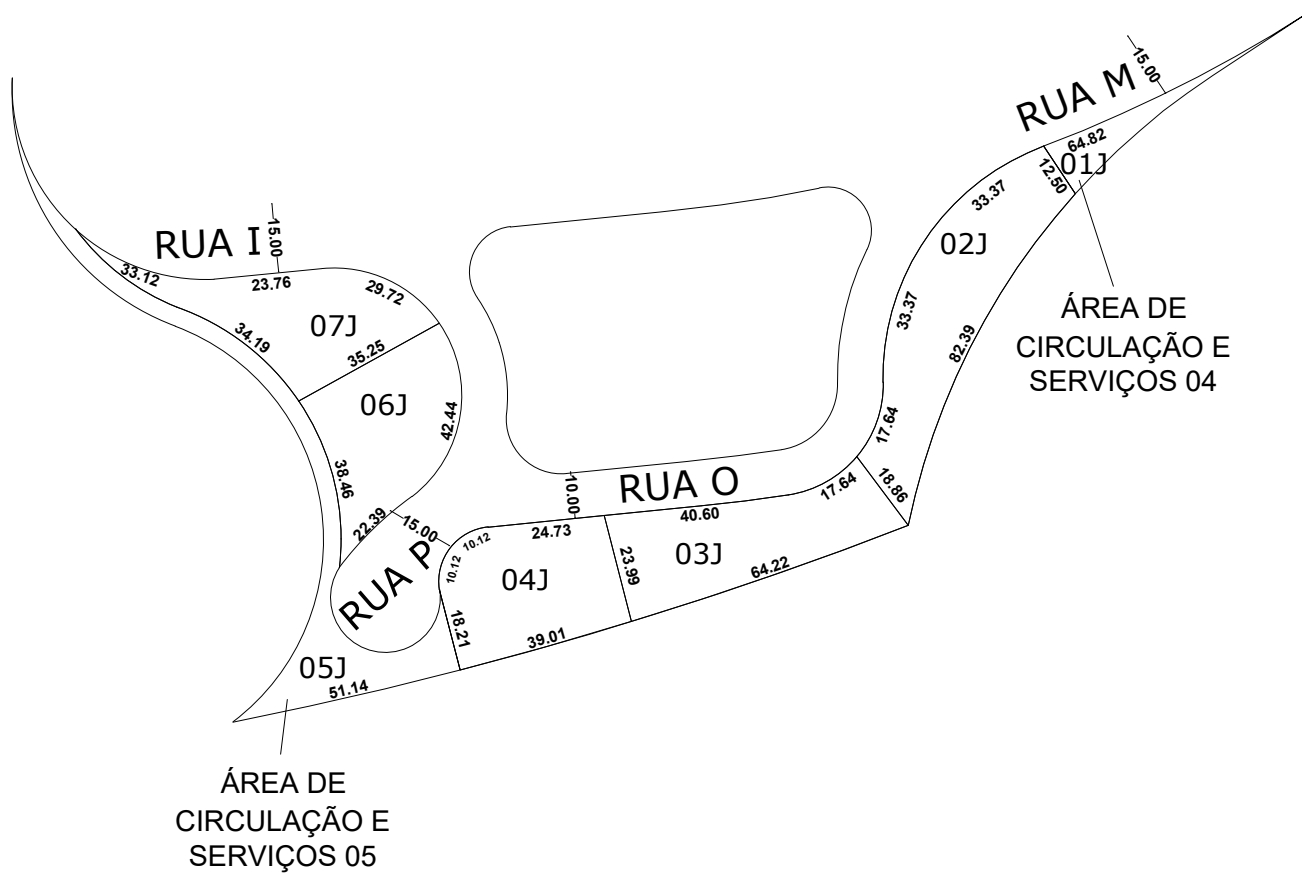 15.00
RUA M
64.82
01J
12.50
33.37
02J
33.37
82.39
ÁREA DE
CIRCULAÇÃO E
SERVIÇOS 04
RUA I
15.00
33.12
23.76
29.72
07J
34.19
35.25
06J
42.44
38.46
22.39
15.00
RUA P
10.00
RUA O
17.64
17.64
18.86
10.12
10.12
24.73
40.60
04J
23.99
03J
64.22
18.21
39.01
05J
51.14
ÁREA DE
CIRCULAÇÃO E
SERVIÇOS 05